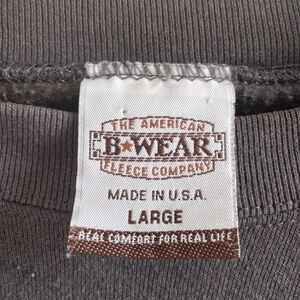 THE AMERICAN
B★WEAR
FLEECE COMPANY
MADE IN U.S.A.
LARGE
REAL COMFORT FOR REAL LIFE